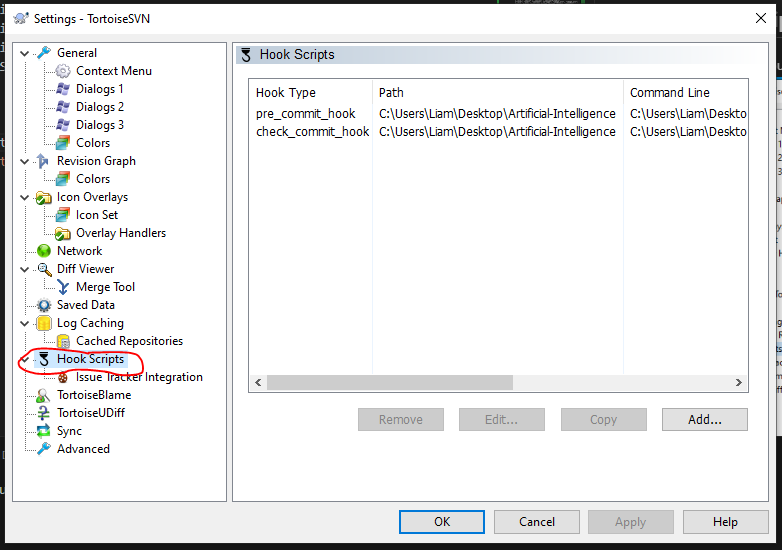 Settings - TortoiseSVN
General
Context Menu
Dialogs 1
Dialogs 2
Dialogs 3
Colors
Revision Graph
Colors
Icon Overlays
Icon Set
Overlay Handlers
Network
Diff Viewer
Merge Tool
Saved Data
Log Caching
Cached Repositories
Hook Scripts
Issue Tracker Integration
TortoiseBlame
TortoiseUDiff
Sync
Advanced
Hook Scripts
Hook Type Path Command Line
pre_commit_hook C:\Users\Liam\Desktop\Artificial-Intelligence C:\Users\Liam\Deskto
check_commit_hook C:\Users\Liam\Desktop\Artificial-Intelligence C:\Users\Liam\Deskto
Remove Edit... Copy Add...
OK Cancel Apply Help